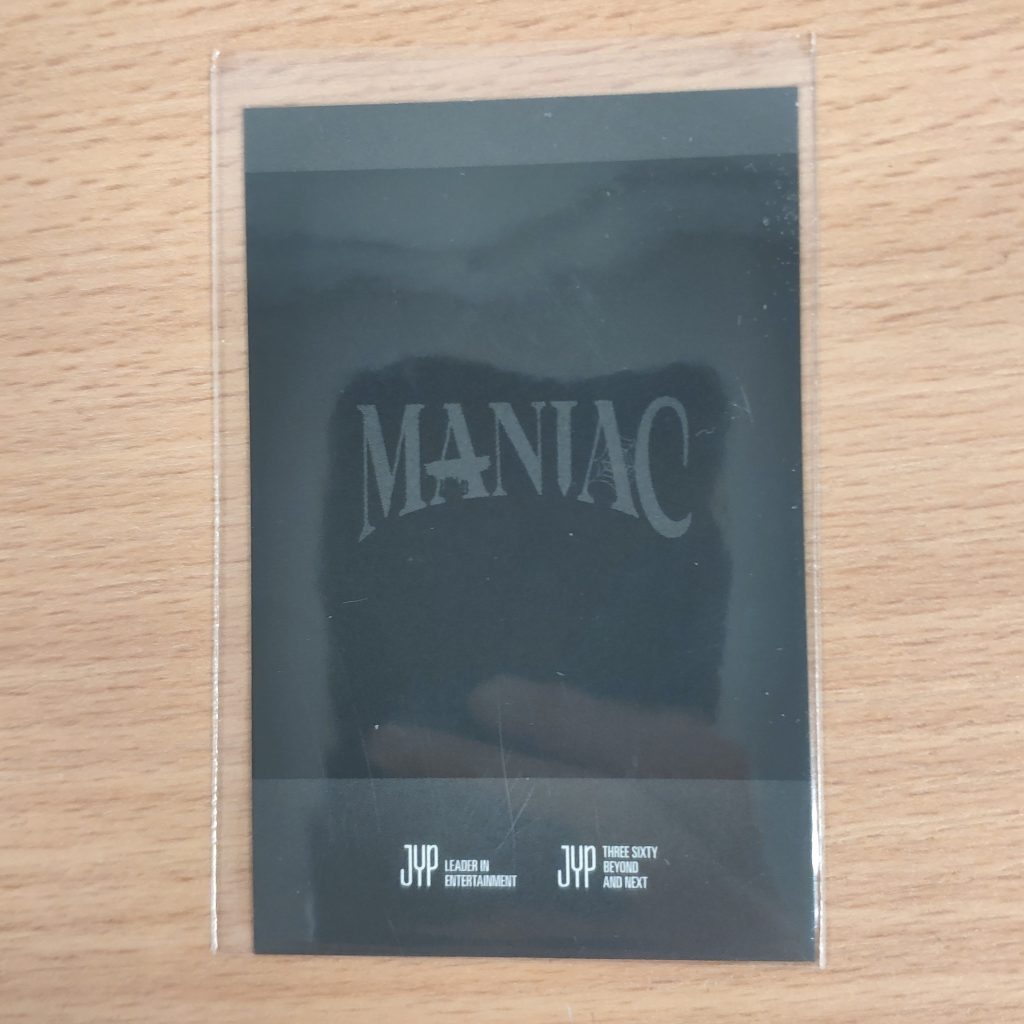 MANIAC
JYP LEADER IN
ENTERTAINMENT
JYP THREE SIXTY
BEYOND
AND NEXT